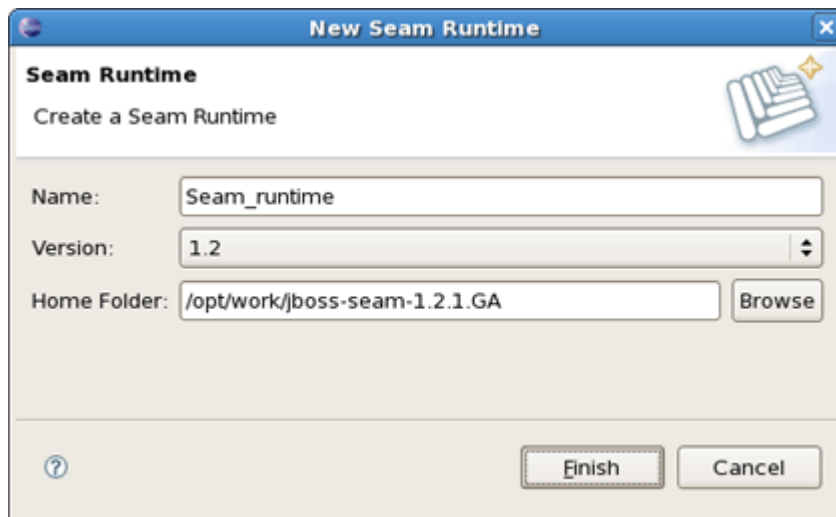 New Seam Runtime
Seam Runtime
Create a Seam Runtime
Name: Seam_runtime
Version: 1.2
Home Folder: /opt/work/jboss-seam-1.2.1.GA Browse
Finish Cancel